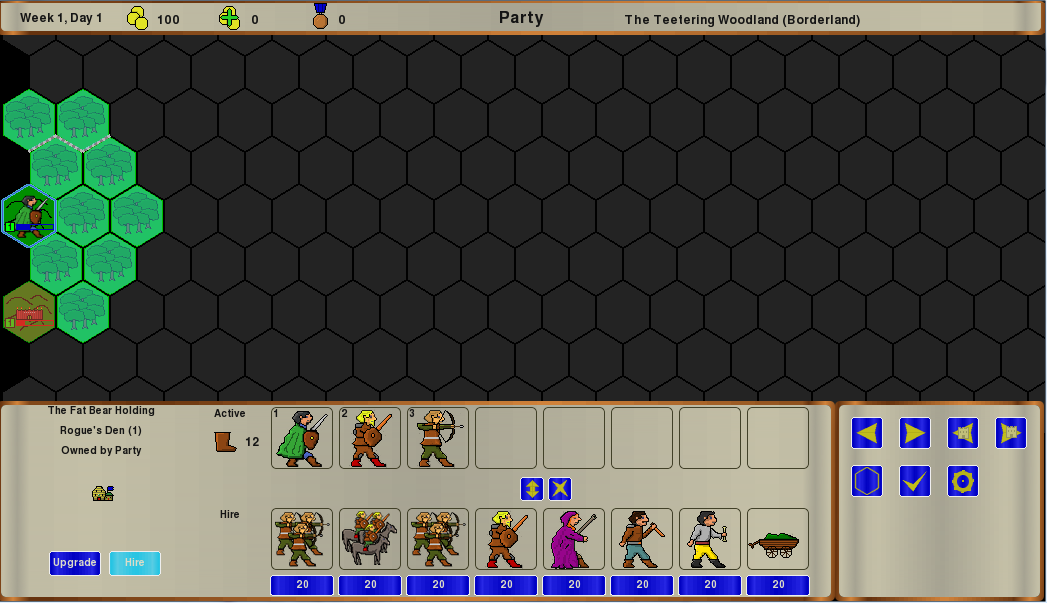 Week 1, Day 1 100 0 0 Party The Teetering Woodland (Borderland)
1
1
The Fat Bear Holding
Rogue's Den (1)
Owned by Party
Upgrade Hire
Active
12
1 2 3
Hire
20 20 20 20 20 20 20 20